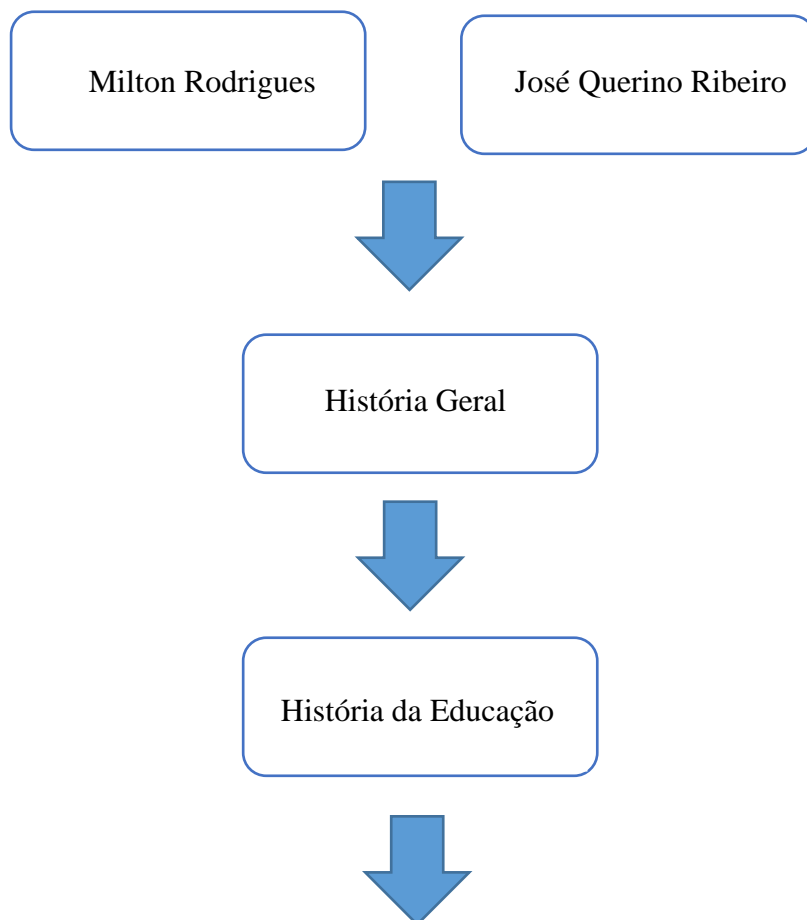 Milton Rodrigues
José Querino Ribeiro
História Geral
História da Educação